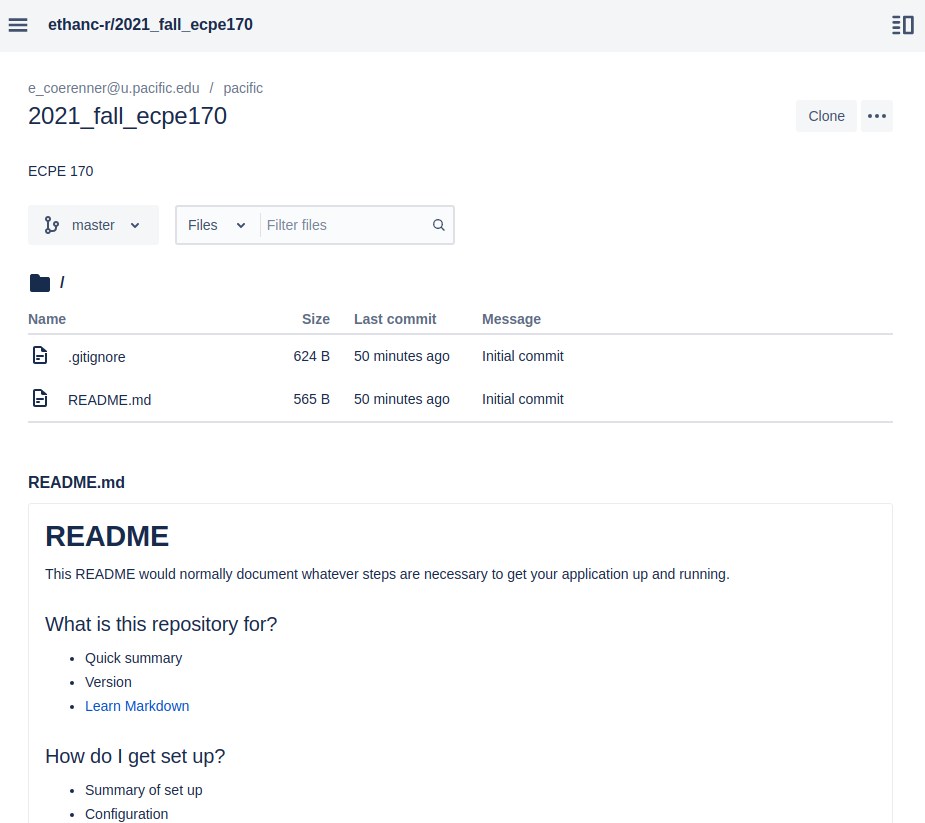 ethanc-r/2021_fall_ecpe170
e_coerenner@u.pacific.edu / pacific
2021_fall_ecpe170
Clone
ECPE 170
master
Files
Filter files
/
Name Size Last commit Message
.gitignore 624 B 50 minutes ago Initial commit
README.md 565 B 50 minutes ago Initial commit
README.md
README
This README would normally document whatever steps are necessary to get your application up and running.
What is this repository for?
• Quick summary
• Version
• Learn Markdown
How do I get set up?
• Summary of set up
• Configuration